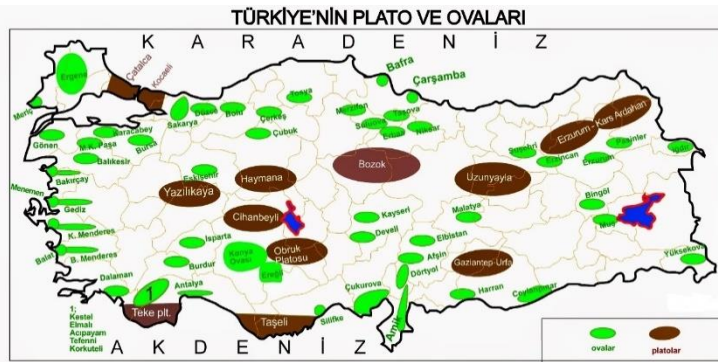 TÜRKİYE'NİN PLATO VE OVALARI
K A R A D E N İ Z
Ergene
Çatalca
Kocaeli
Meriç
Bafra
Çarşamba
Tosya
Sakarya
Düzce
Bolu
Çerkeş
Merzifon
Taşova
Suluova
Erbaa
Niksar
Gönen
M.K. Paşa
Karacabey
Bursa
Balıkesir
Çubuk
Suşehri
Erzurum - Kars Ardahan
Pasinler
Erzincan
Erzurum
Iğdır
Bakırçay
Eskişehir
Haymana
Bozok
Uzunyayla
Yazılıkaya
Menemen
Gediz
Cihanbeyli
Kayseri
Malatya
Bingöl
Muş
K. Menderes
Isparta
Konya
Ovası
Obruk
Platosu
Develi
Elbistan
Balat
B. Menderes
Burdur
Ereğli
Afşin
Gaziantep-Urfa
Yüksekova
Dalaman
1
Antalya
Çukurova
Dörtyol
Harran
Ceylanpınar
Teke plt.
Taşeli
Silifke
Amik
1;
Kestel
Elmalı
Acıpayam
Tefenni
Korkuteli
A K D E N İ Z
ovalar
platolar